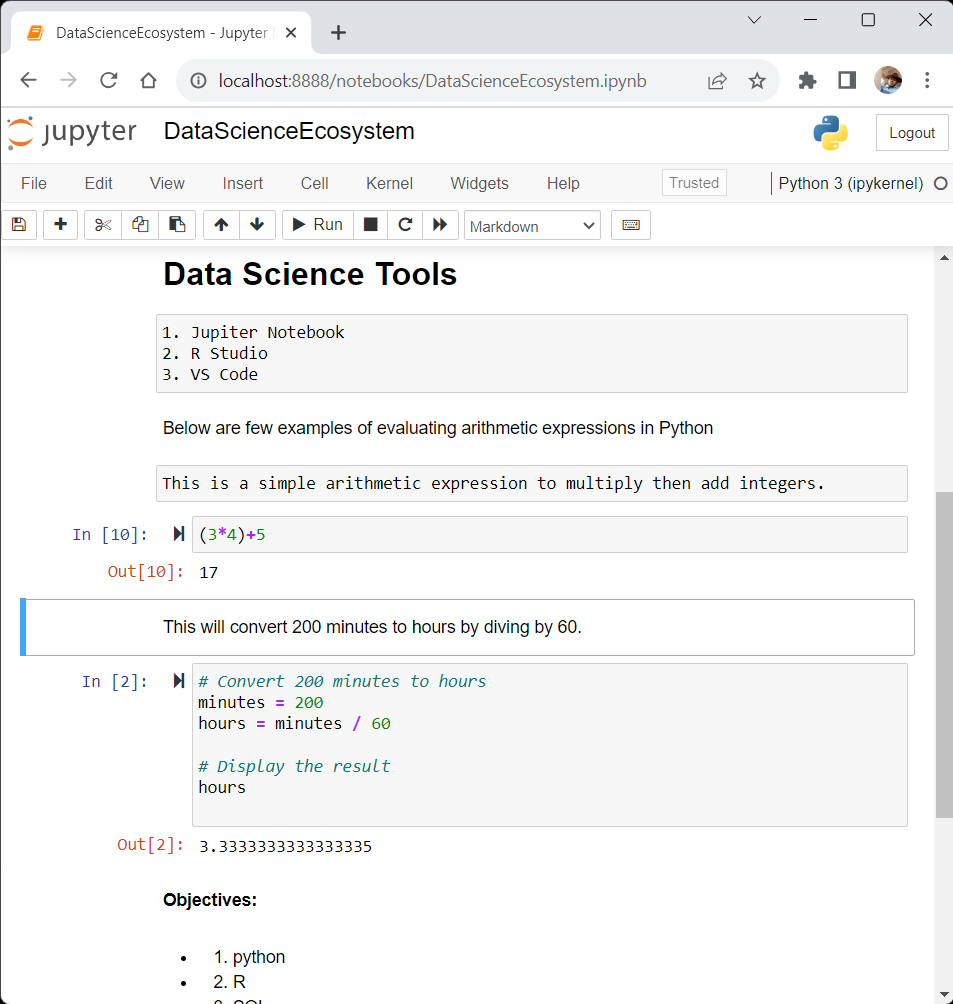 DataScienceEcosystem - Jupyter
localhost:8888/notebooks/DataScienceEcosystem.ipynb
jupyter DataScienceEcosystem Logout
File Edit View Insert Cell Kernel Widgets Help Trusted Python 3 (ipykernel)
Run Markdown
Data Science Tools
1. Jupiter Notebook
2. R Studio
3. VS Code
Below are few examples of evaluating arithmetic expressions in Python
This is a simple arithmetic expression to multiply then add integers.
In [10]: (3*4)+5
Out[10]: 17
This will convert 200 minutes to hours by diving by 60.
In [2]: # Convert 200 minutes to hours
minutes = 200
hours = minutes / 60
# Display the result
hours
Out[2]: 3.3333333333333335
Objectives:
• 1. python
• 2. R